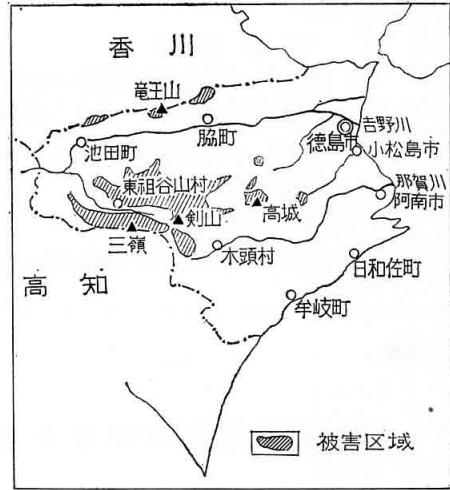 香川
竜王山
脇町
徳島市
吉野川
小松島市
池田町
那賀川
阿南市
東祖谷山村
剣山
高城
三嶺
木頭村
日和佐町
高知
牟岐町
被害区域